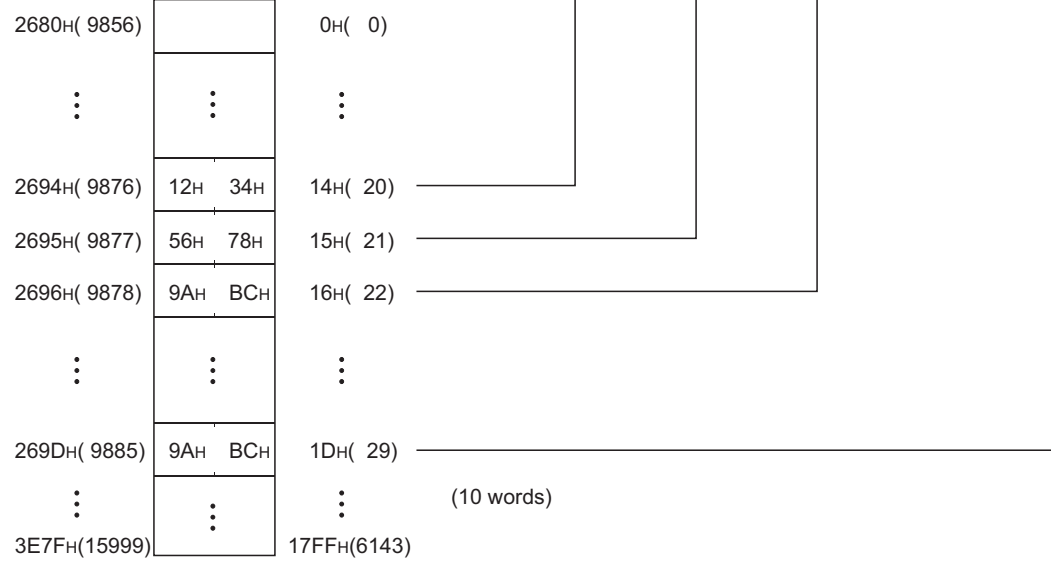 2680H( 9856) 0H( 0)
2694H( 9876) 12H 34H 14H( 20)
2695H( 9877) 56H 78H 15H( 21)
2696H( 9878) 9AH BCH 16H( 22)
269DH( 9885) 9AH BCH 1DH( 29)
(10 words)
3E7FH(15999) 17FFH(6143)